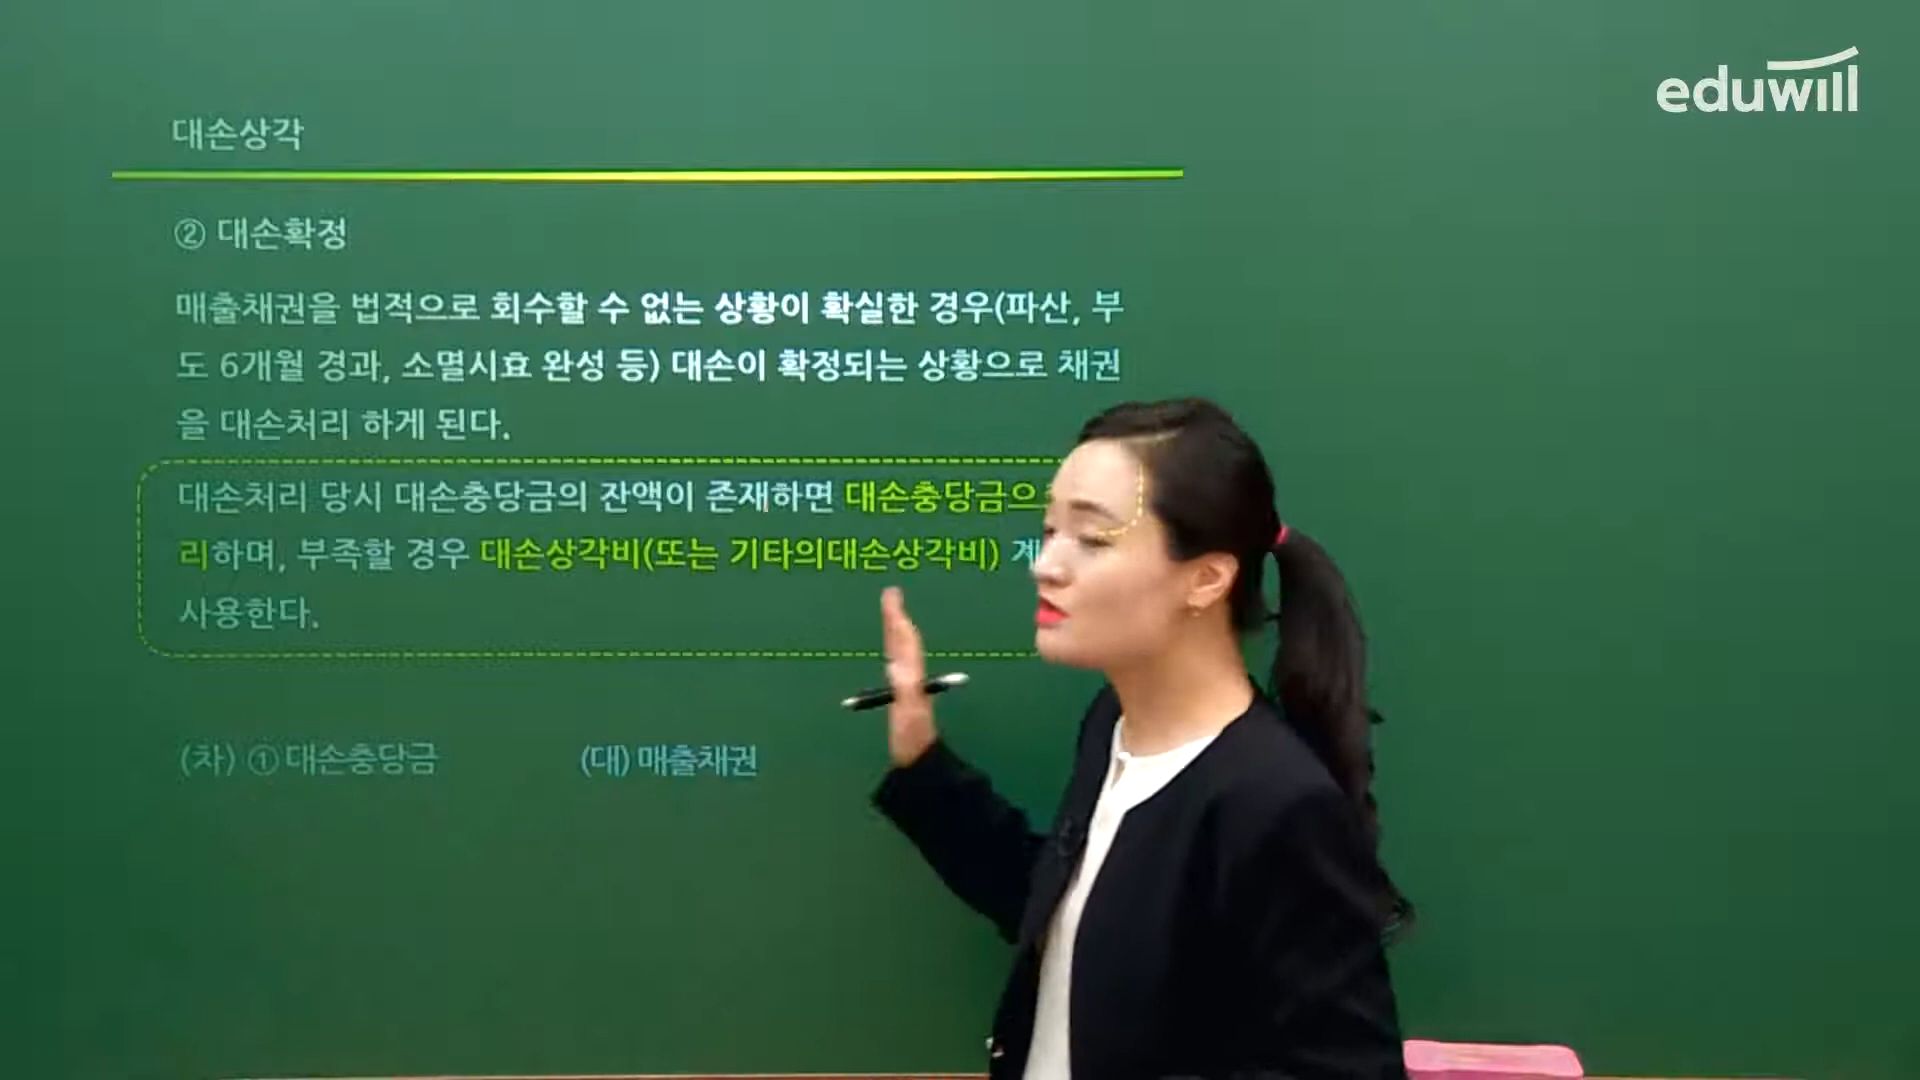 eduwill
대손상각
② 대손확정
매출채권을 법적으로 회수할 수 없는 상황이 확실한 경우(파산, 부
도 6개월 경과, 소멸시효 완성 등) 대손이 확정되는 상황으로 채권
을 대손처리 하게 된다.
대손처리 당시 대손충당금의 잔액이 존재하면 대손충당금으
리하며, 부족할 경우 대손상각비(또는 기타의대손상각비)
사용한다.
(차) ① 대손충당금 (대) 매출채권